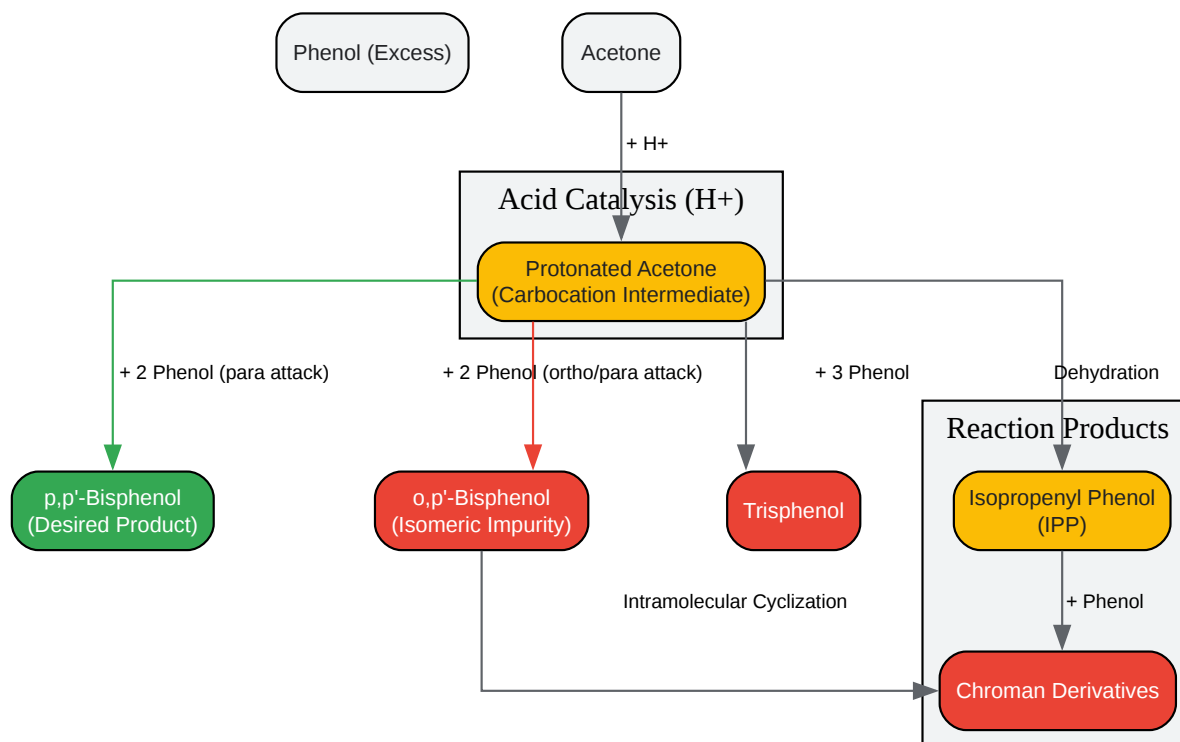 Phenol (Excess)
Acetone
+ H+
Acid Catalysis (H+)
Protonated Acetone
(Carbocation Intermediate)
+ 2 Phenol (para attack)
+ 2 Phenol (ortho/para attack)
+ 3 Phenol
Dehydration
Reaction Products
p,p'-Bisphenol
(Desired Product)
o,p'-Bisphenol
(Isomeric Impurity)
Trisphenol
Isopropenyl Phenol
(IPP)
Intramolecular Cyclization
+ Phenol
Chroman Derivatives